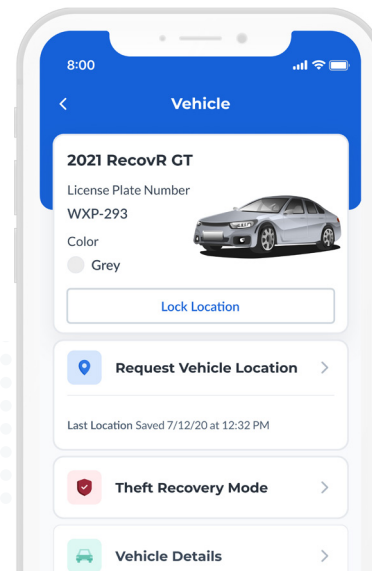 8:00
Vehicle
2021 RecovR GT
License Plate Number
WXP-293
Color
Grey
Lock Location
Request Vehicle Location
Last Location Saved 7/12/20 at 12:32 PM
Theft Recovery Mode
Vehicle Details